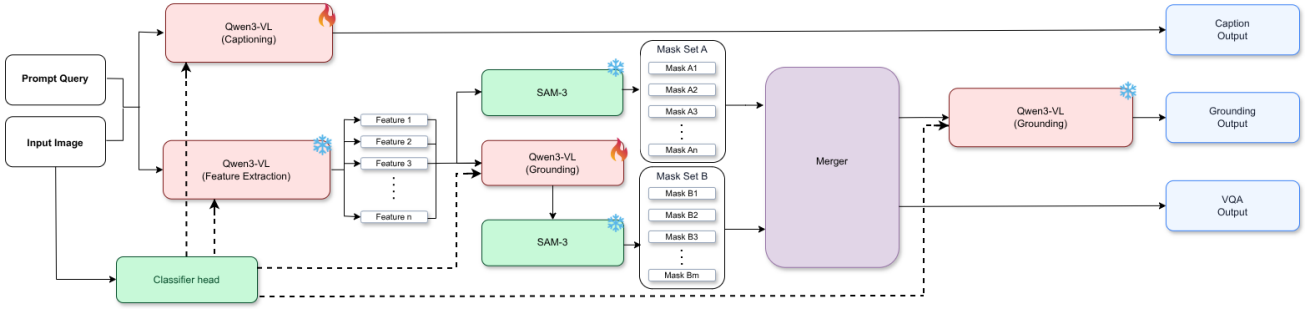 Qwen3-VL
(Captioning)
Caption
Output
Prompt Query
Input Image
Qwen3-VL
(Feature Extraction)
Feature 1
Feature 2
Feature 3
Feature n
SAM-3
Qwen3-VL
(Grounding)
SAM-3
Mask Set A
Mask A1
Mask A2
Mask A3
Mask An
Mask Set B
Mask B1
Mask B2
Mask B3
Mask Bm
Merger
Qwen3-VL
(Grounding)
Grounding
Output
VQA
Output
Classifier head